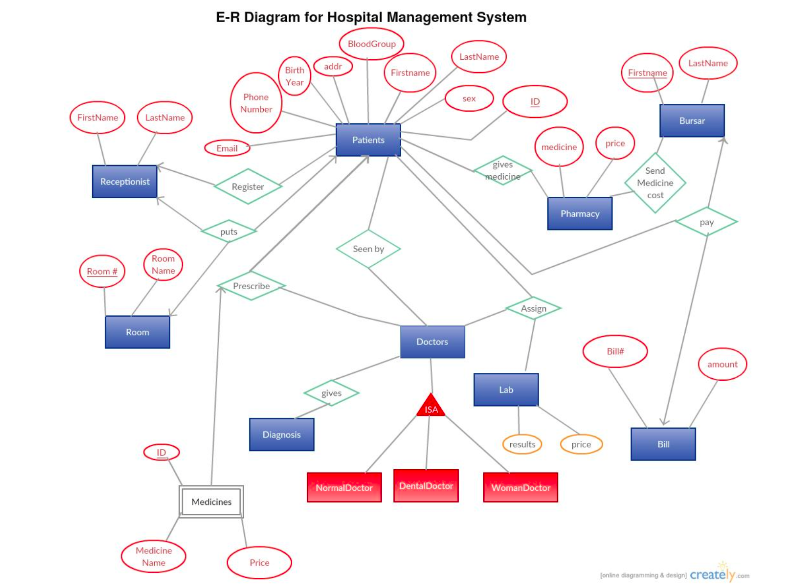 E-R Diagram for Hospital Management System
BloodGroup
LastName
addr
Birth
Year
Firstname
Firstname
LastName
Phone
Number
sex
ID
FirstName
LastName
Email
Patients
Bursar
medicine
price
gives
medicine
Receptionist
Register
Send
Medicine
cost
Pharmacy
puts
pay
Seen by
Room #
Room
Name
Prescribe
Assign
Room
Doctors
Bill#
amount
gives
Lab
ISA
Diagnosis
results
price
Bill
ID
NormalDoctor
DentalDoctor
WomanDoctor
Medicines
Medicine
Name
Price
[online diagramming & design] creately.com